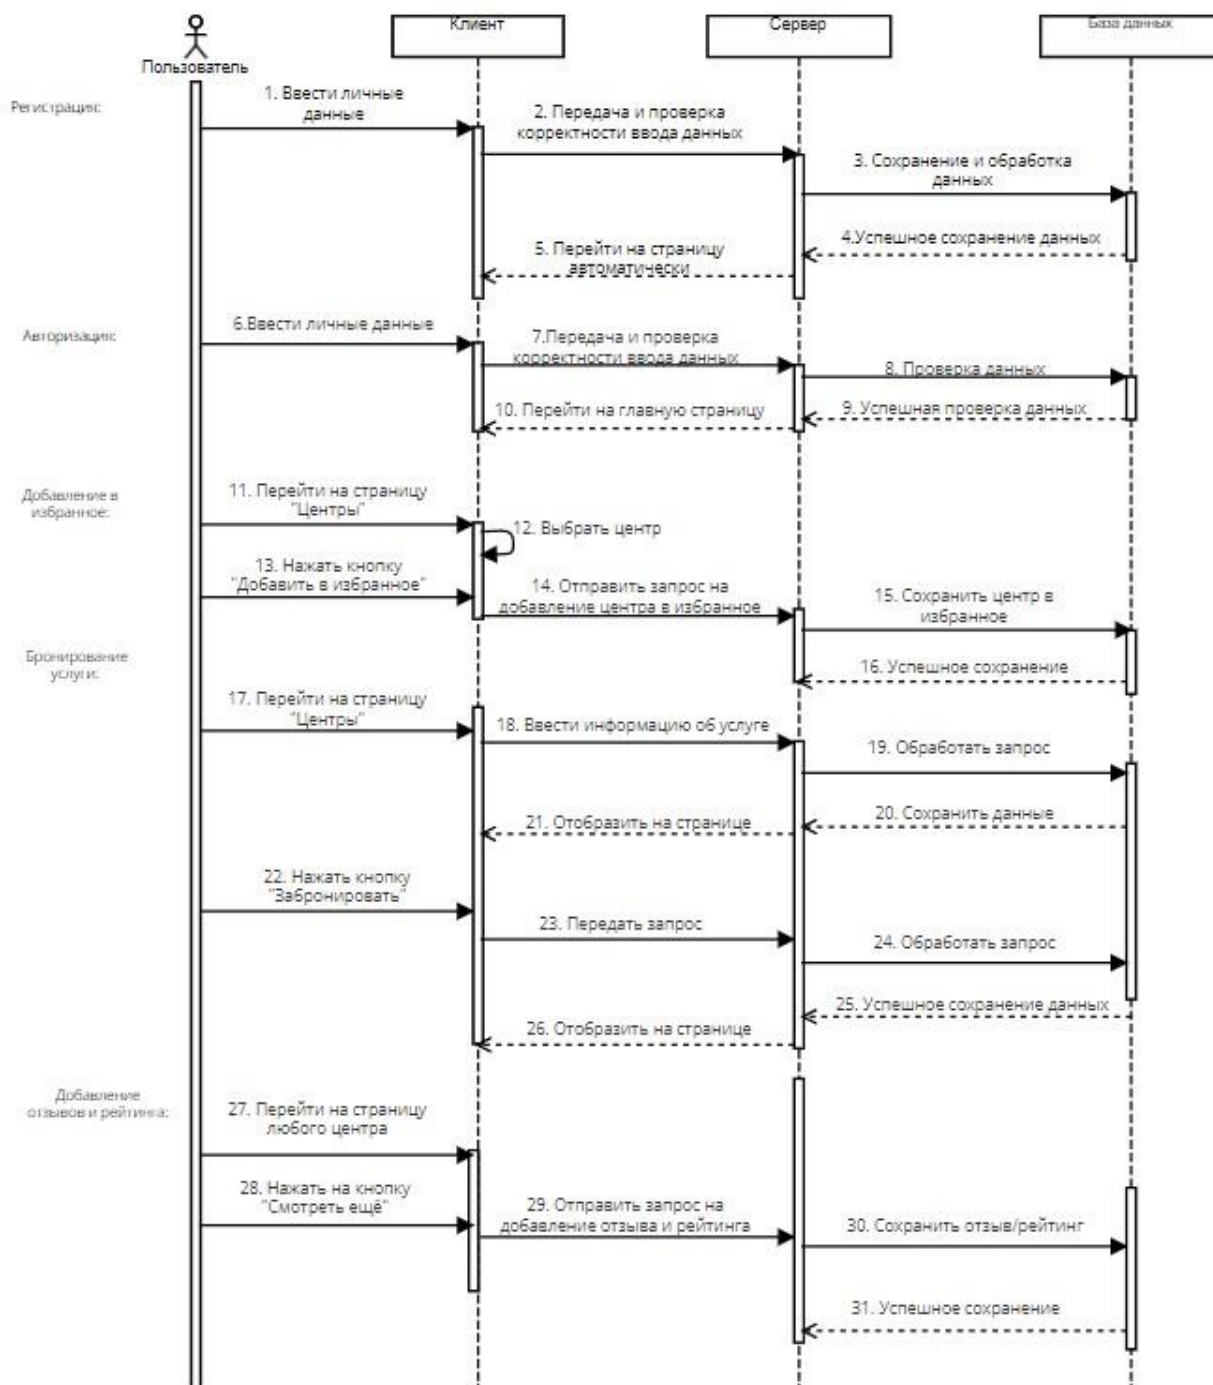 Клиент
Сервер
База данных
Пользователь
Регистрация:
1. Ввести личные
данные
2. Передача и проверка
корректности ввода данных
3. Сохранение и обработка
данных
4.Успешное сохранение данных
5. Перейти на страницу
автоматически
Авторизация:
6.Ввести личные данные
7.Передача и проверка
корректности ввода данных
8. Проверка данных
9. Успешная проверка данных
10. Перейти на главную страницу
Добавление в
избранное:
11. Перейти на страницу
"Центры"
12. Выбрать центр
13. Нажать кнопку
"Добавить в избранное"
14. Отправить запрос на
добавление центра в избранное
15. Сохранить центр в
избранное
16. Успешное сохранение
Бронирование
услуги:
17. Перейти на страницу
"Центры"
18. Ввести информацию об услуге
19. Обработать запрос
20. Сохранить данные
21. Отобразить на странице
22. Нажать кнопку
"Забронировать"
23. Передать запрос
24. Обработать запрос
25. Успешное сохранение данных
26. Отобразить на странице
Добавление
отзывов и рейтинга:
27. Перейти на страницу
любого центра
28. Нажать на кнопку
"Смотреть ещё"
29. Отправить запрос на
добавление отзыва и рейтинга
30. Сохранить отзыв/рейтинг
31. Успешное сохранение